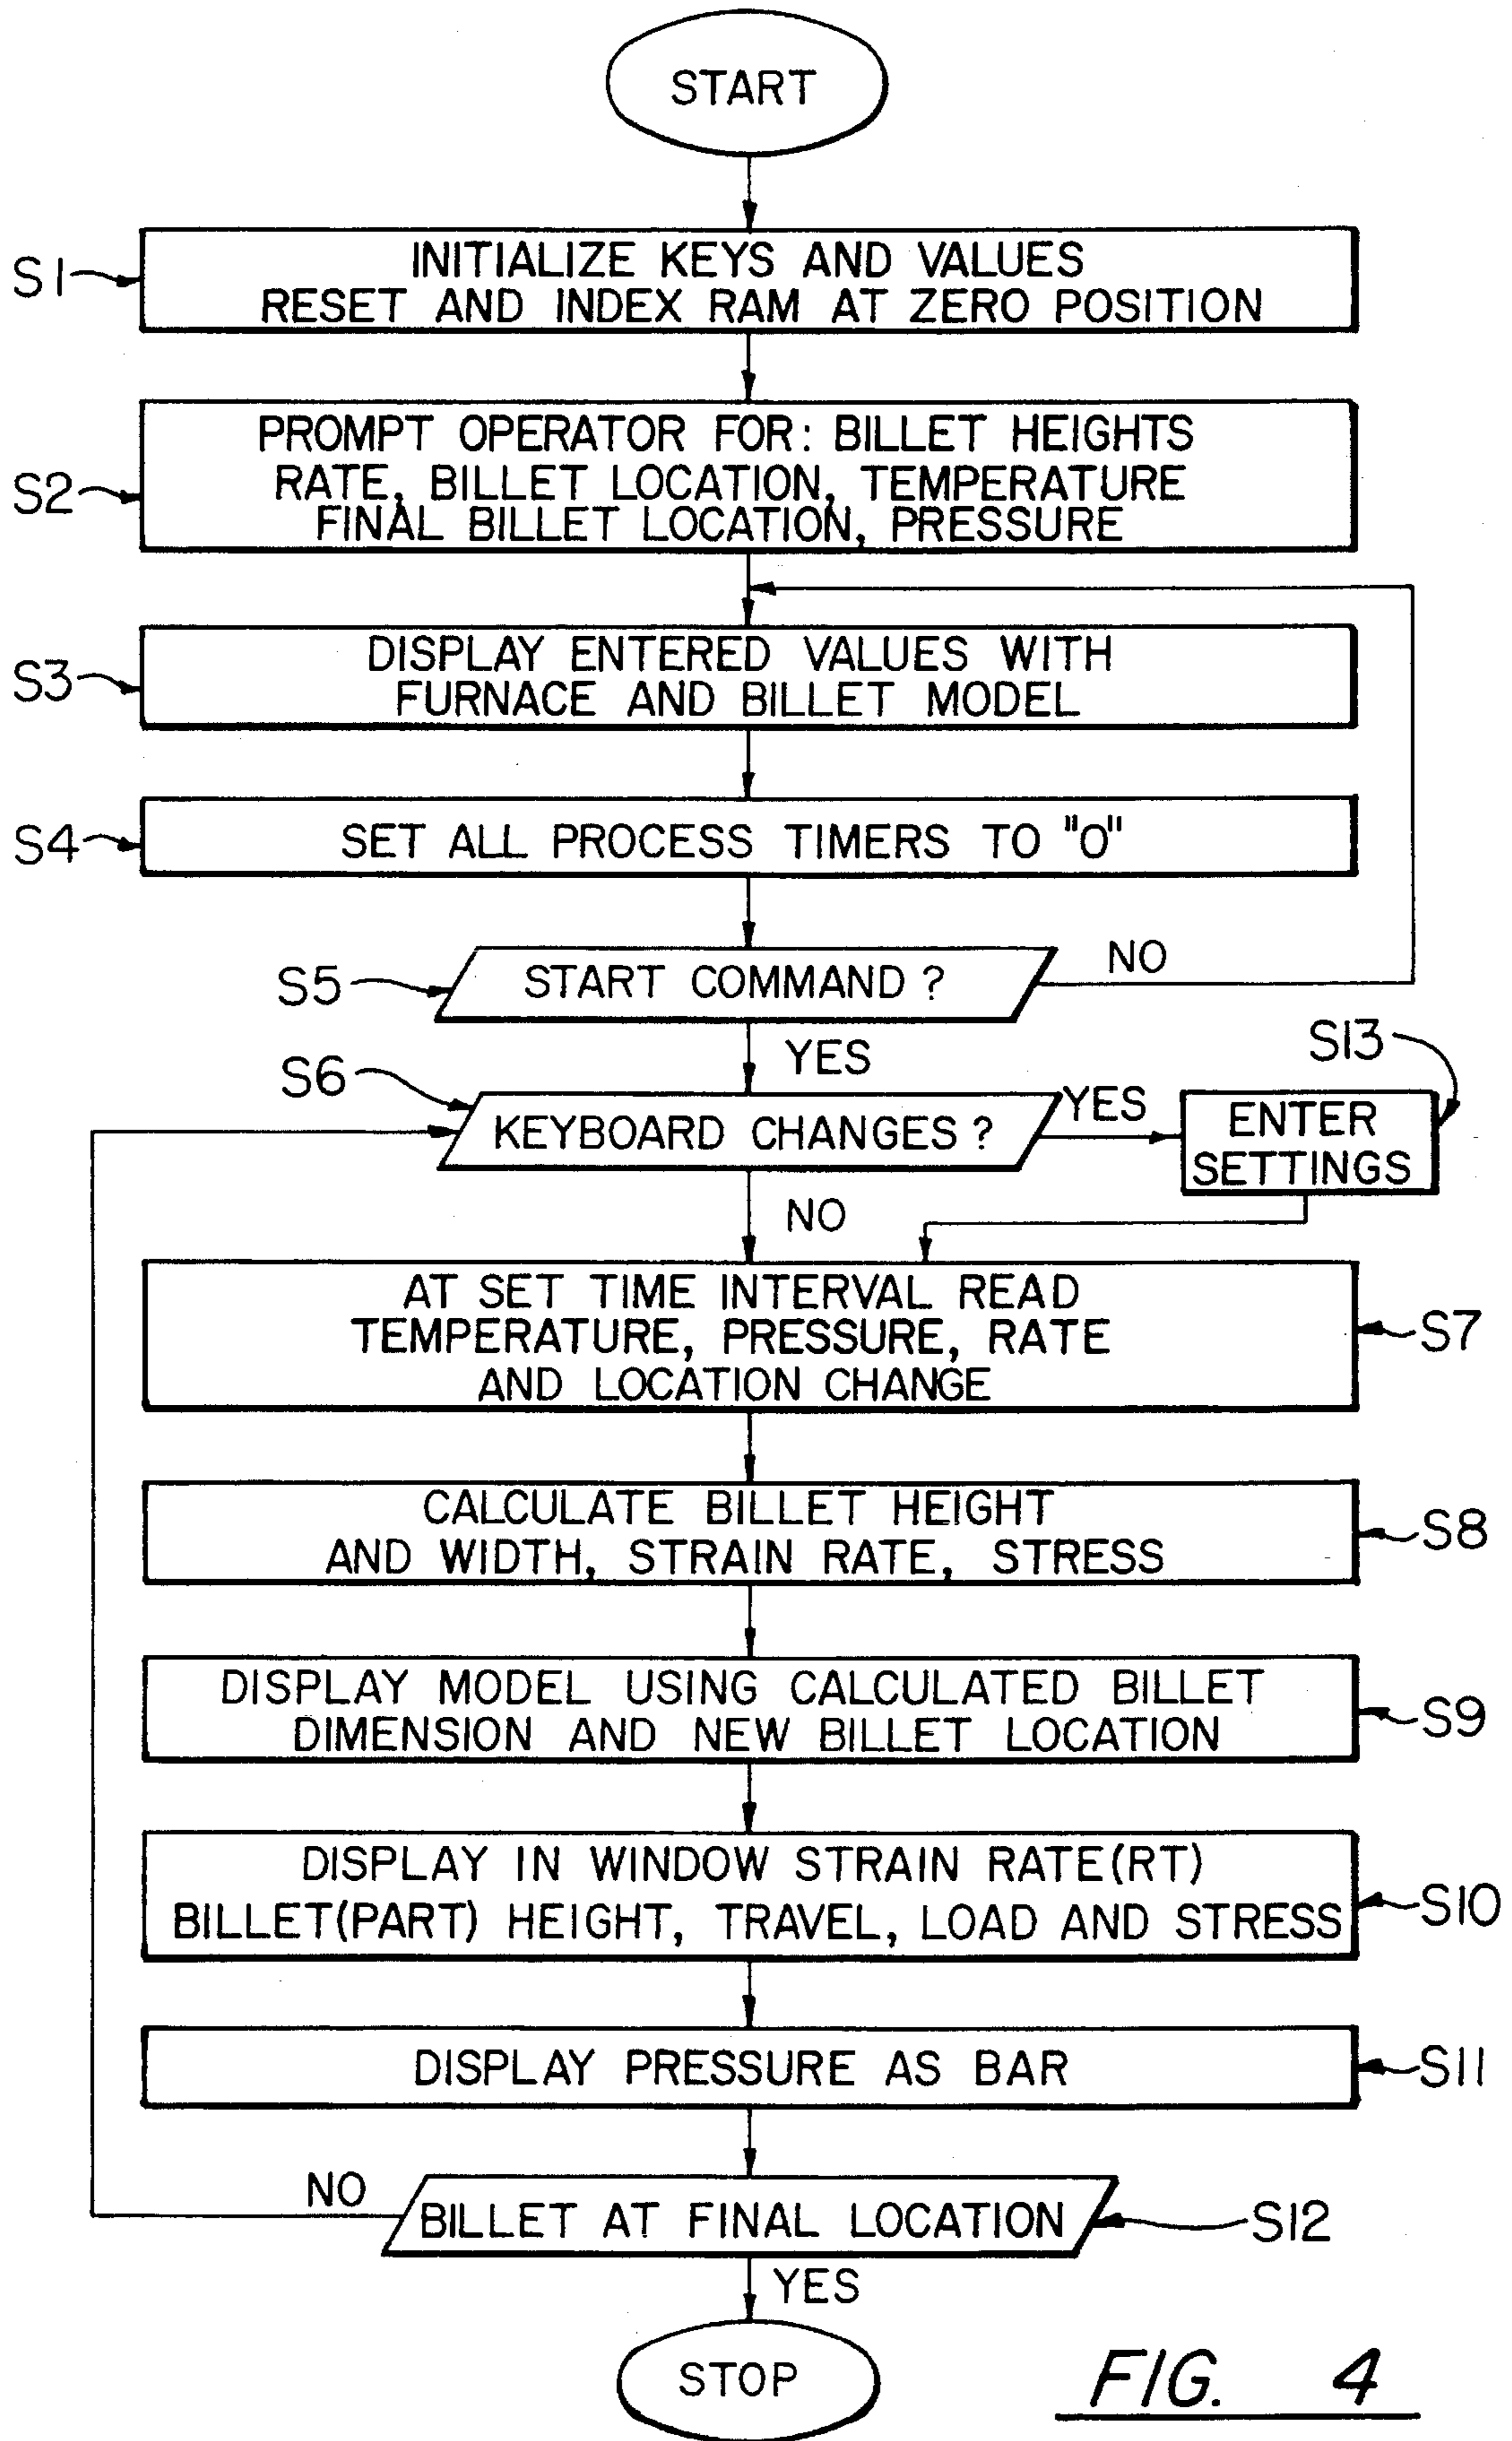 START
S1
INITIALIZE KEYS AND VALUES
RESET AND INDEX RAM AT ZERO POSITION
S2
PROMPT OPERATOR FOR: BILLET HEIGHTS
RATE, BILLET LOCATION, TEMPERATURE
FINAL BILLET LOCATION, PRESSURE
S3
DISPLAY ENTERED VALUES WITH
FURNACE AND BILLET MODEL
S4
SET ALL PROCESS TIMERS TO "0"
S5
START COMMAND?
NO
YES
S6
KEYBOARD CHANGES?
YES
S13
ENTER
SETTINGS
NO
AT SET TIME INTERVAL READ
TEMPERATURE, PRESSURE, RATE
AND LOCATION CHANGE
S7
CALCULATE BILLET HEIGHT
AND WIDTH, STRAIN RATE, STRESS
S8
DISPLAY MODEL USING CALCULATED BILLET
DIMENSION AND NEW BILLET LOCATION
S9
DISPLAY IN WINDOW STRAIN RATE(RT)
BILLET(PART) HEIGHT, TRAVEL, LOAD AND STRESS
S10
DISPLAY PRESSURE AS BAR
S11
NO
BILLET AT FINAL LOCATION
S12
YES
STOP
FIG. 4